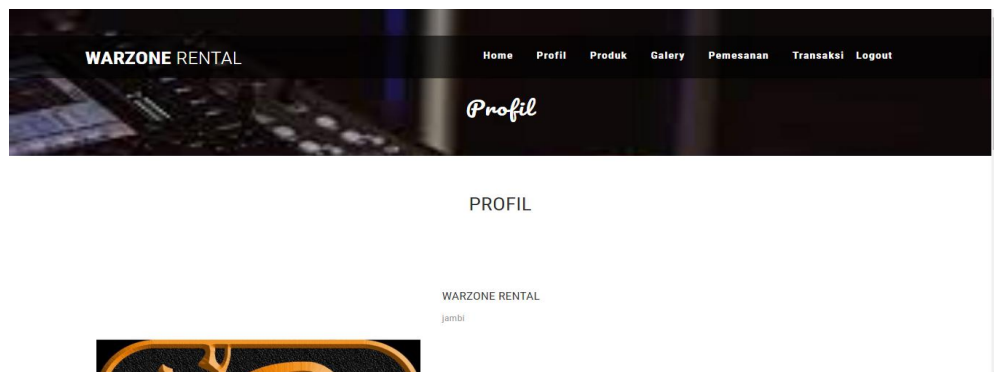 WARZONE RENTAL Home Profil Produk Galery Pemesanan Transaksi Logout
Profil
PROFIL
WARZONE RENTAL
jambi